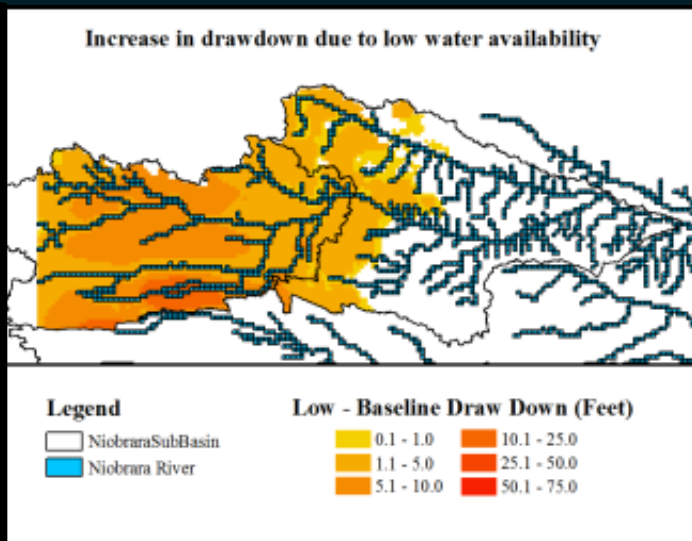 Increase in drawdown due to low water availability
Legend
NiobraraSubBasin
Niobrara River
Low - Baseline Draw Down (Feet)
0.1 - 1.0
1.1 - 5.0
5.1 - 10.0
10.1 - 25.0
25.1 - 50.0
50.1 - 75.0